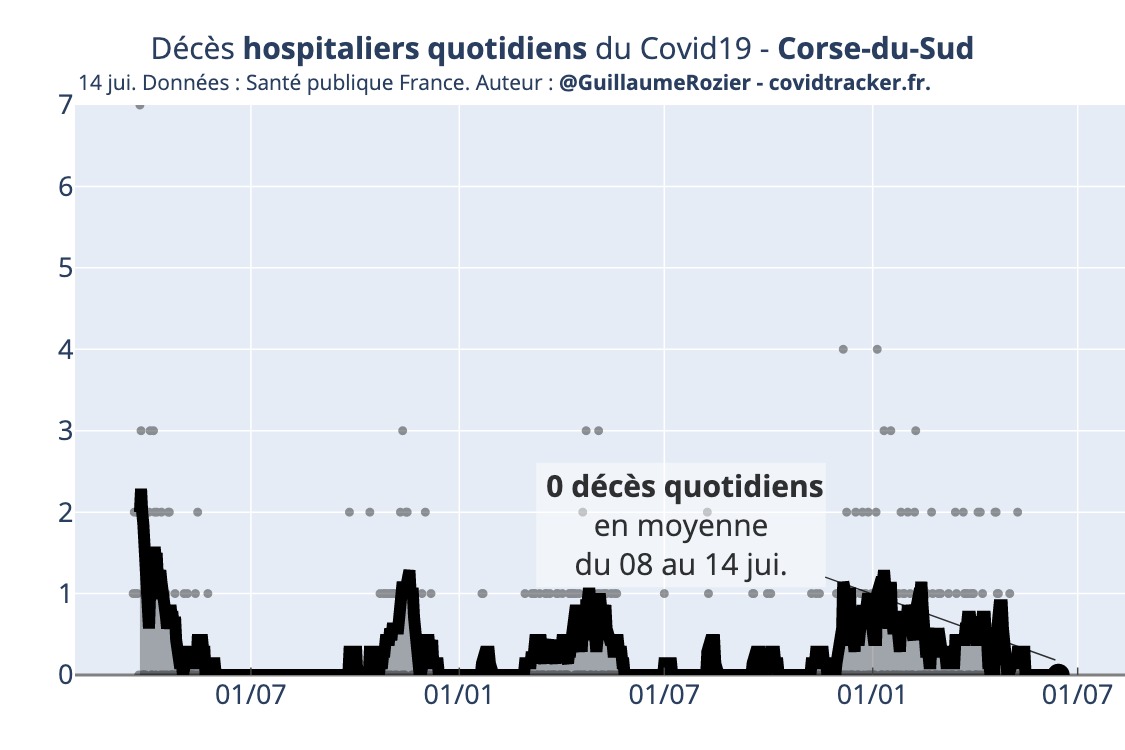 Décès hospitaliers quotidiens du Covid19 - Corse-du-Sud
14 jui. Données : Santé publique France. Auteur : @GuillaumeRozier - covidtracker.fr.
7
6
5
4
3
2
1
0
0 décès quotidiens
en moyenne
du 08 au 14 jui.
01/07 01/01 01/07 01/01 01/07